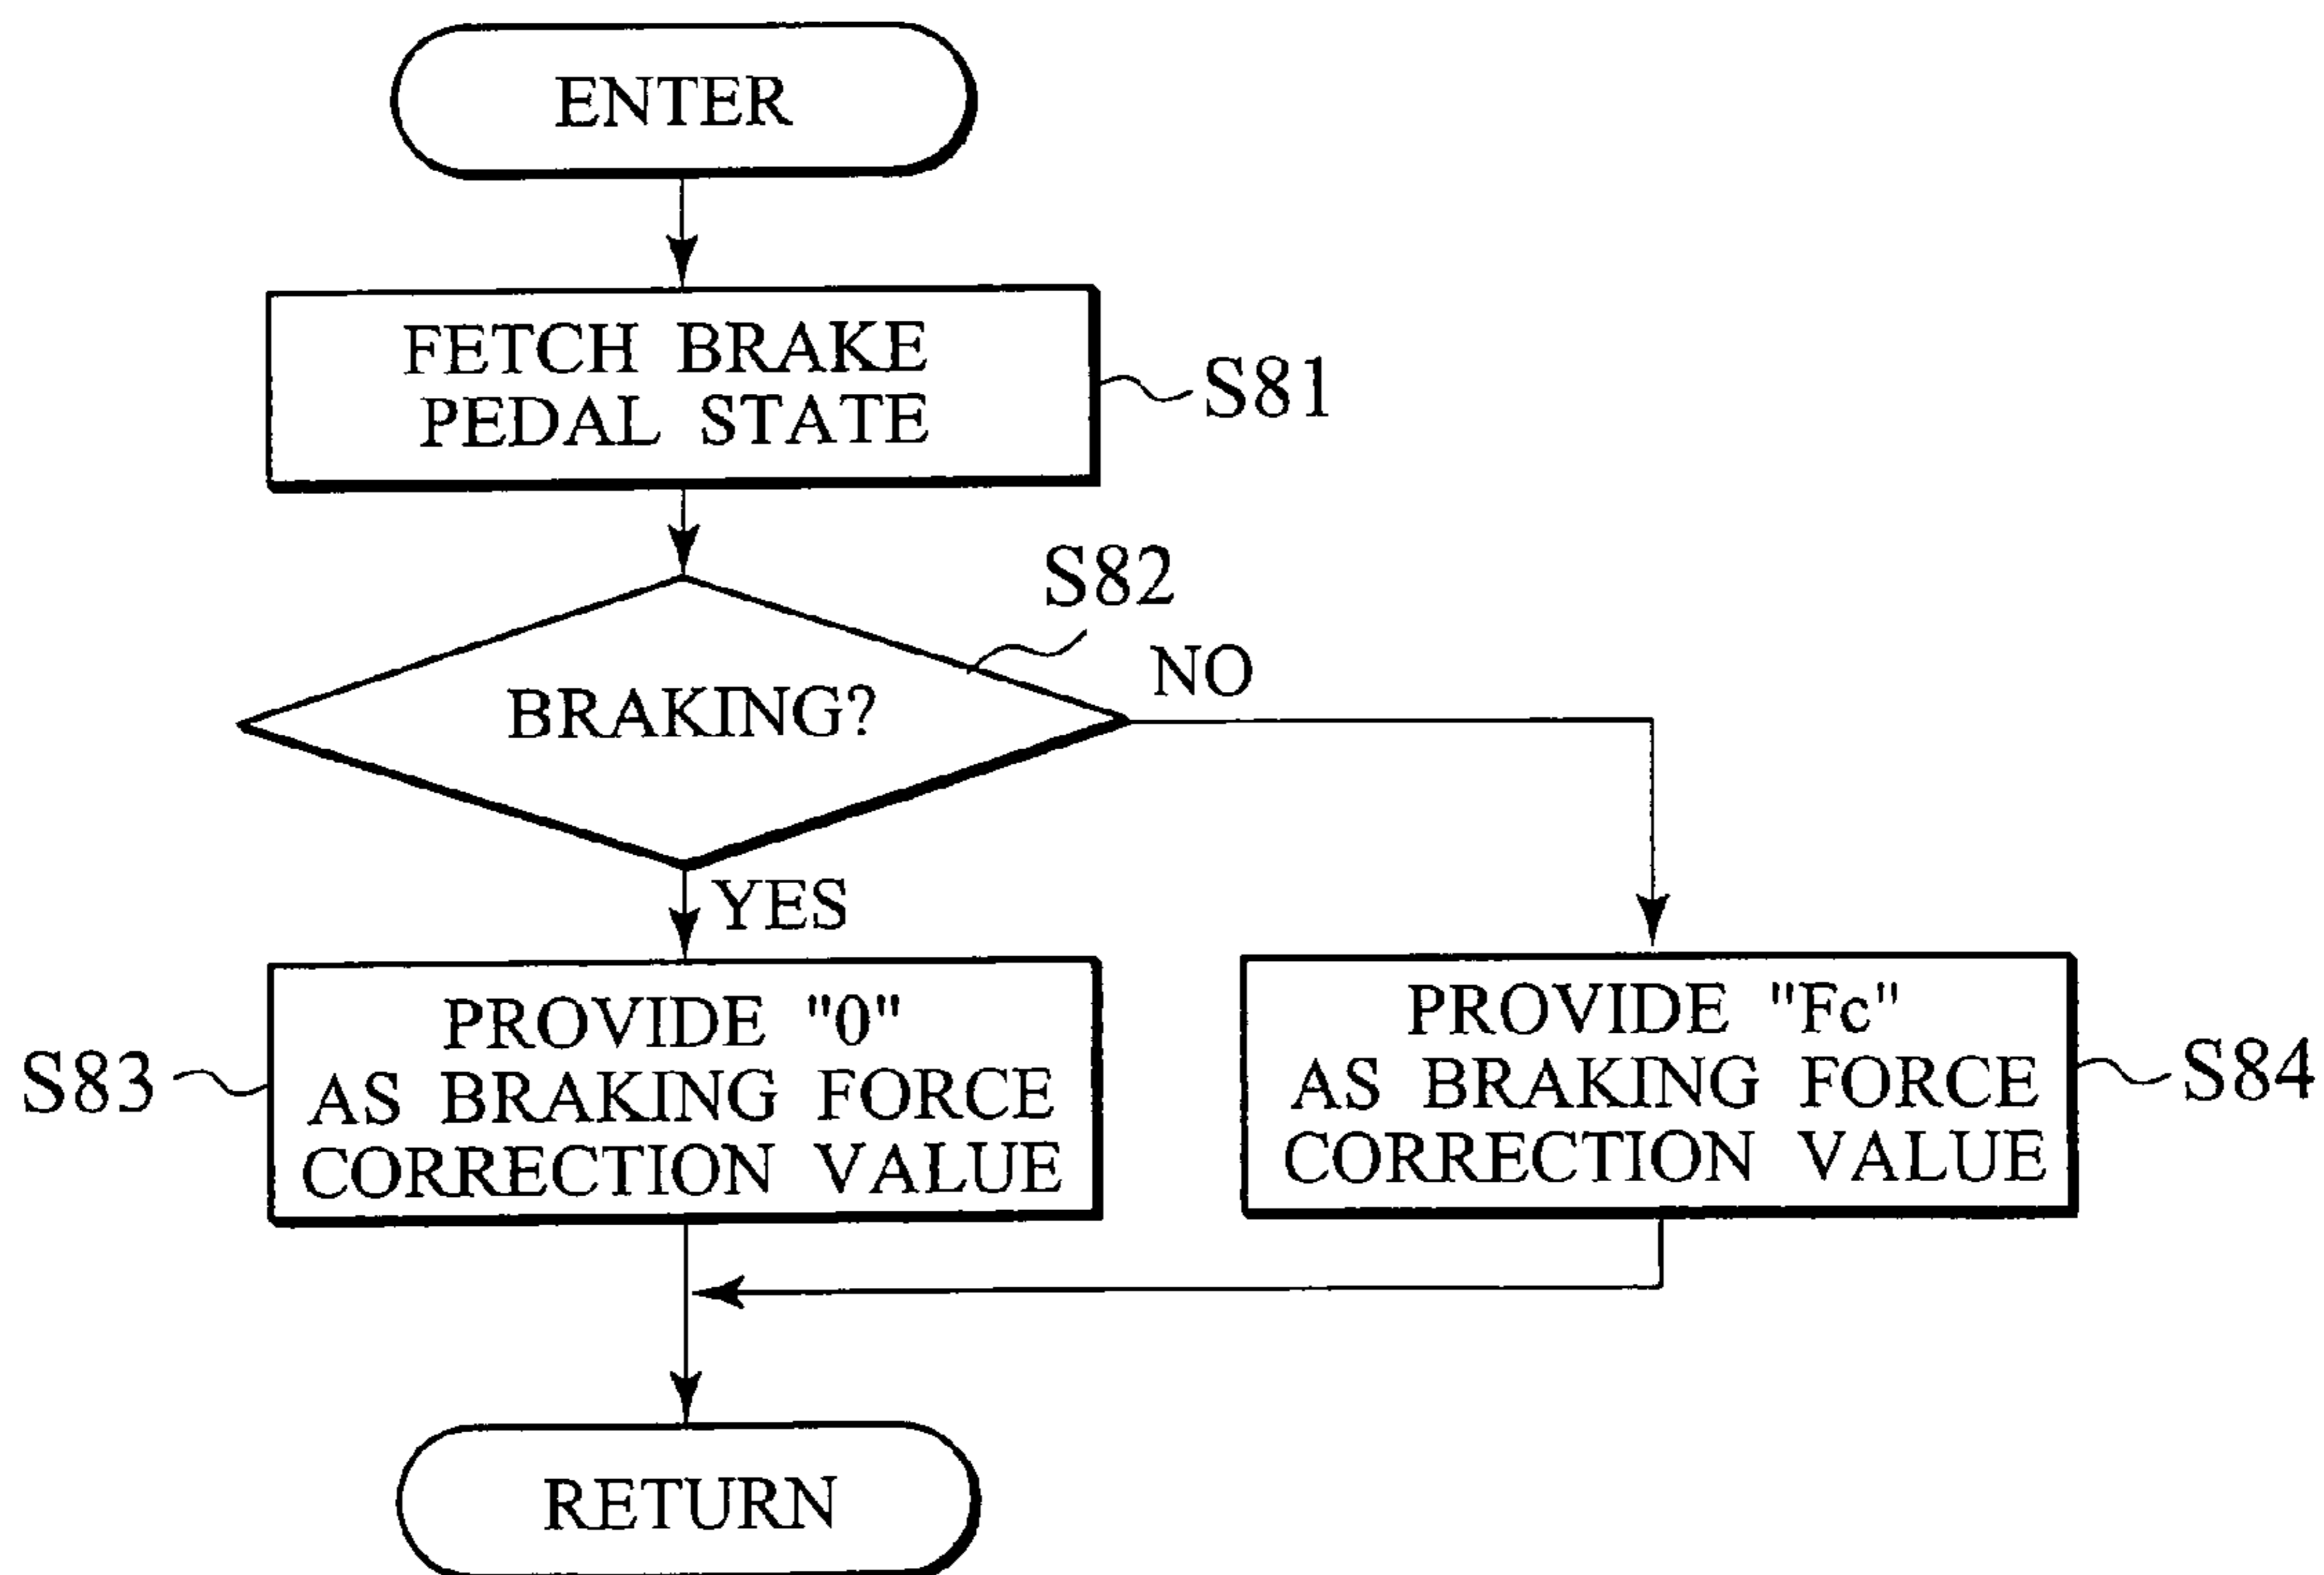 ENTER
FETCH BRAKE
PEDAL STATE
S81
S82
BRAKING?
NO
YES
PROVIDE "0"
AS BRAKING FORCE
CORRECTION VALUE
S83
PROVIDE "Fc"
AS BRAKING FORCE
CORRECTION VALUE
S84
RETURN